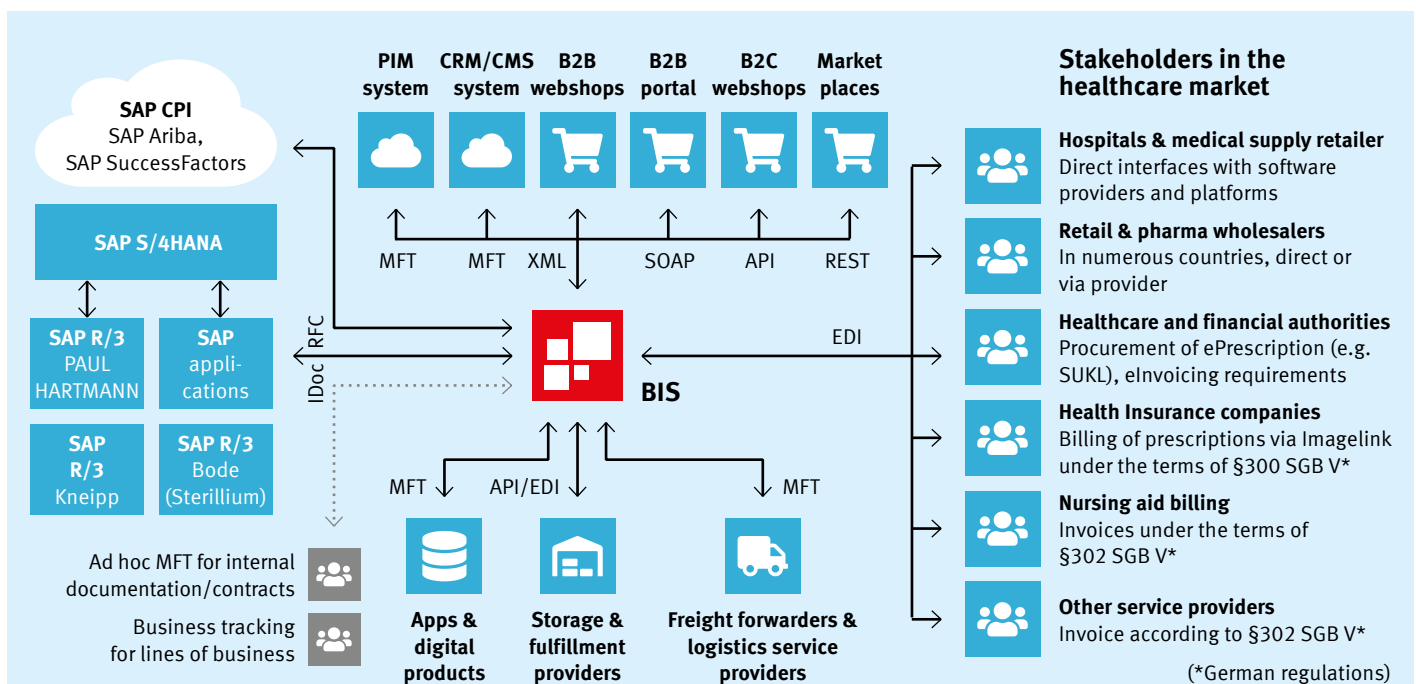 PIM
system
CRM/CMS
system
B2B
webshops
B2B
portal
B2C
webshops
Market
places
Stakeholders in the
healthcare market
SAP CPI
SAP Ariba,
SAP SuccessFactors
SAP S/4HANA
SAP R/3
PAUL
HARTMANN
SAP
appli-
cations
SAP
R/3
Kneipp
SAP R/3
Bode
(Sterillium)
MFT
MFT
XML
SOAP
API
REST
RFC
IDoc
BIS
EDI
MFT
API/EDI
MFT
Ad hoc MFT for internal
documentation/contracts
Business tracking
for lines of business
Apps &
digital
products
Storage &
fulfillment
providers
Freight forwarders &
logistics service
providers
Hospitals & medical supply retailer
Direct interfaces with software
providers and platforms
Retail & pharma wholesalers
In numerous countries, direct or
via provider
Healthcare and financial authorities
Procurement of ePrescription (e.g.
SUKL), eInvoicing requirements
Health Insurance companies
Billing of prescriptions via Imagelink
under the terms of §300 SGB V*
Nursing aid billing
Invoices under the terms of
§302 SGB V*
Other service providers
Invoice according to §302 SGB V*
(*German regulations)